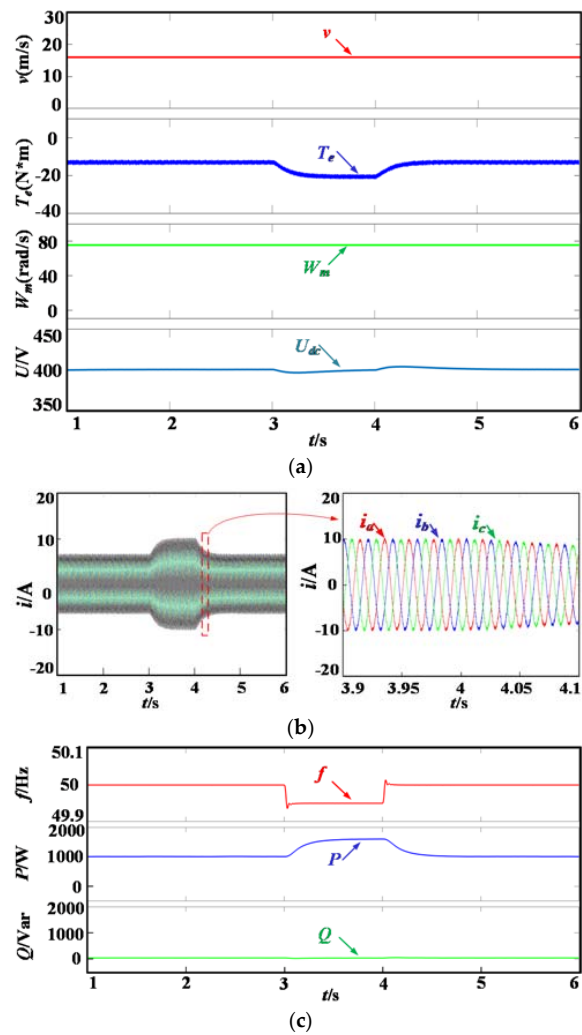 30
20
10
0
v(m/s)
v
0
-20
-40
Te(N*m)
Te
80
40
0
Wm(rad/s)
Wm
450
400
350
U/V
Udc
1 2 3 4 5 6
t/s
(a)
20
10
0
-10
-20
i/A
1 2 3 4 5 6
t/s
20
10
0
-10
-20
i/A
ia ib ic
3.9 3.95 4 4.05 4.1
t/s
(b)
50.1
50
49.9
f/Hz
f
2000
1000
0
P/W
P
2000
1000
0
Q/Var
Q
1 2 3 4 5 6
t/s
(c)